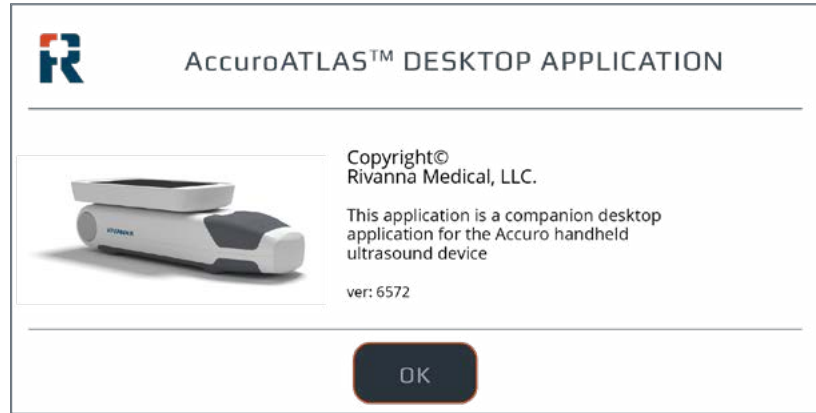 AccuroATLAS™ DESKTOP APPLICATION
Copyright©
Rivanna Medical, LLC.
This application is a companion desktop
application for the Accuro handheld
ultrasound device
ver: 6572
OK